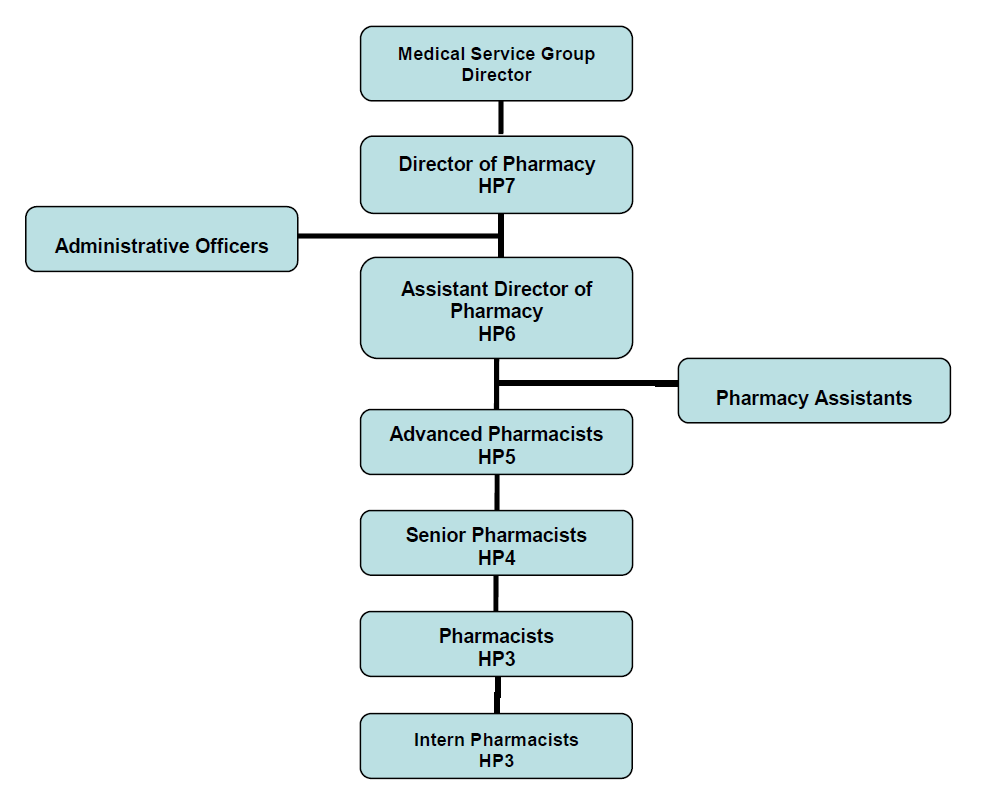 Medical Service Group
Director
Director of Pharmacy
HP7
Administrative Officers
Assistant Director of
Pharmacy
HP6
Pharmacy Assistants
Advanced Pharmacists
HP5
Senior Pharmacists
HP4
Pharmacists
HP3
Intern Pharmacists
HP3